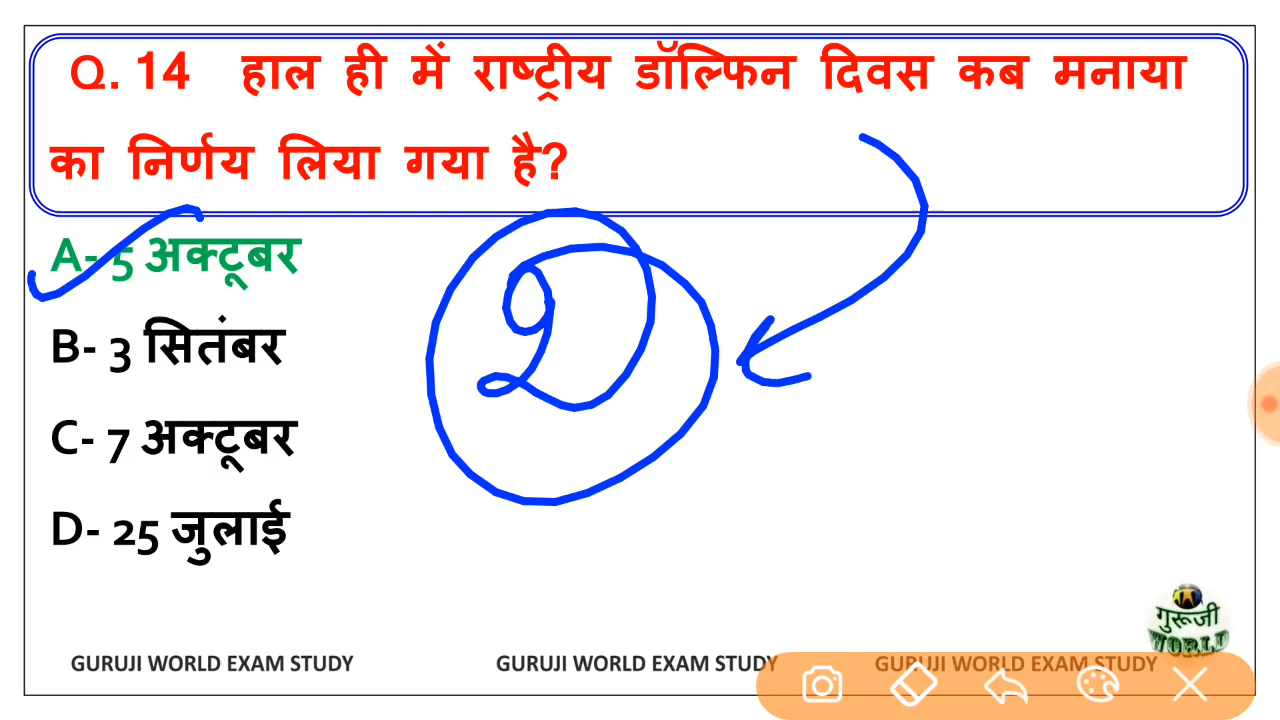 Q. 14 हाल ही में राष्ट्रीय डॉल्फिन दिवस कब मनाया
का निर्णय लिया गया है?
A- 5 अक्टूबर
B- 3 सितंबर
C- 7 अक्टूबर
D- 25 जुलाई
गुरूजी
WORLD
GURUJI WORLD EXAM STUDY GURUJI WORLD EXAM STUDY GURUJI WORLD EXAM STUDY